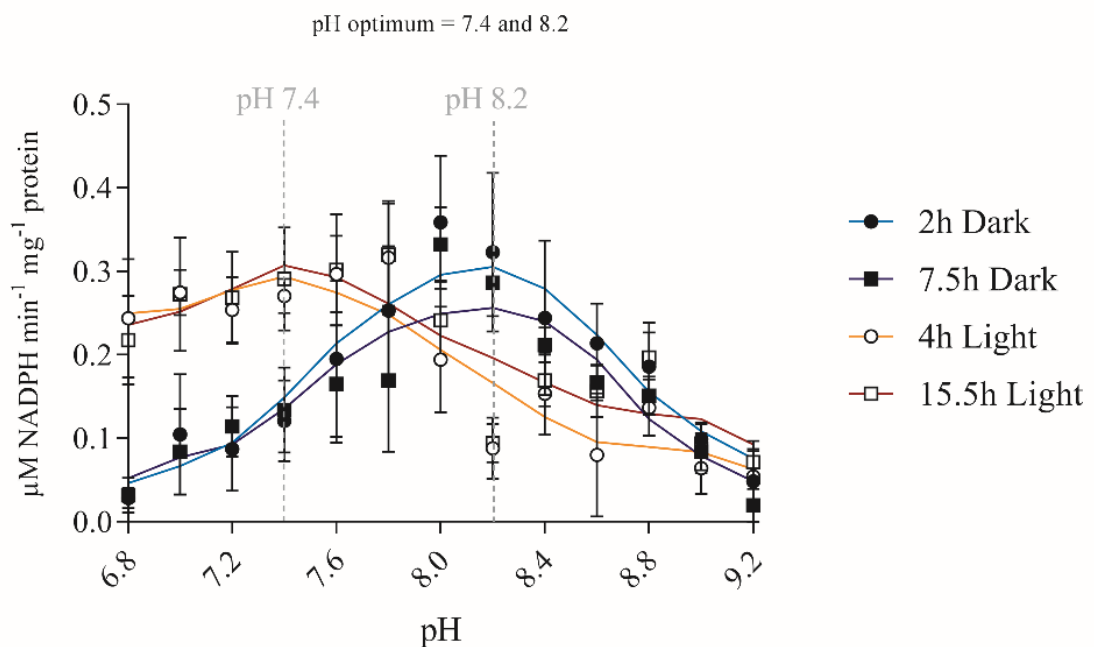 pH optimum = 7.4 and 8.2
pH 7.4
pH 8.2
µM NADPH min⁻¹ mg⁻¹ protein
0.5
0.4
0.3
0.2
0.1
0.0
6.8
7.2
7.6
8.0
8.4
8.8
9.2
pH
2h Dark
7.5h Dark
4h Light
15.5h Light